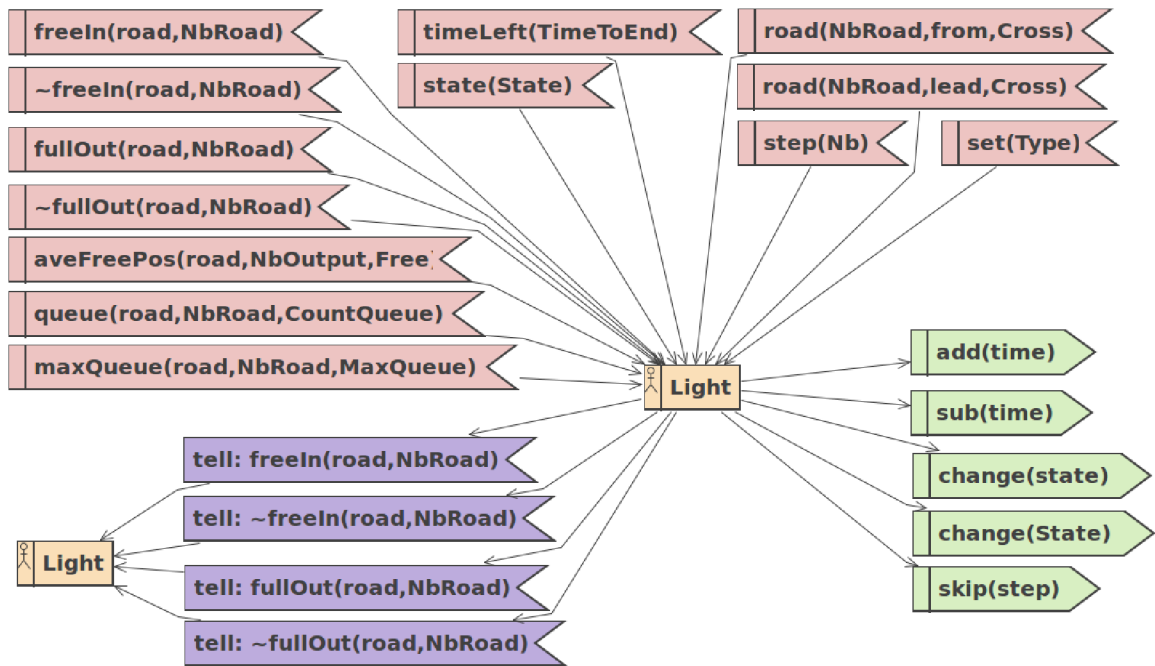 freeIn(road,NbRoad)
~freeIn(road,NbRoad)
fullOut(road,NbRoad)
~fullOut(road,NbRoad)
aveFreePos(road,NbOutput,Free
queue(road,NbRoad,CountQueue)
maxQueue(road,NbRoad,MaxQueue)
timeLeft(TimeToEnd)
state(State)
road(NbRoad,from,Cross)
road(NbRoad,lead,Cross)
step(Nb)
set(Type)
Light
add(time)
sub(time)
change(state)
change(State)
skip(step)
tell: freeIn(road,NbRoad)
tell: ~freeIn(road,NbRoad)
tell: fullOut(road,NbRoad)
tell: ~fullOut(road,NbRoad)
Light